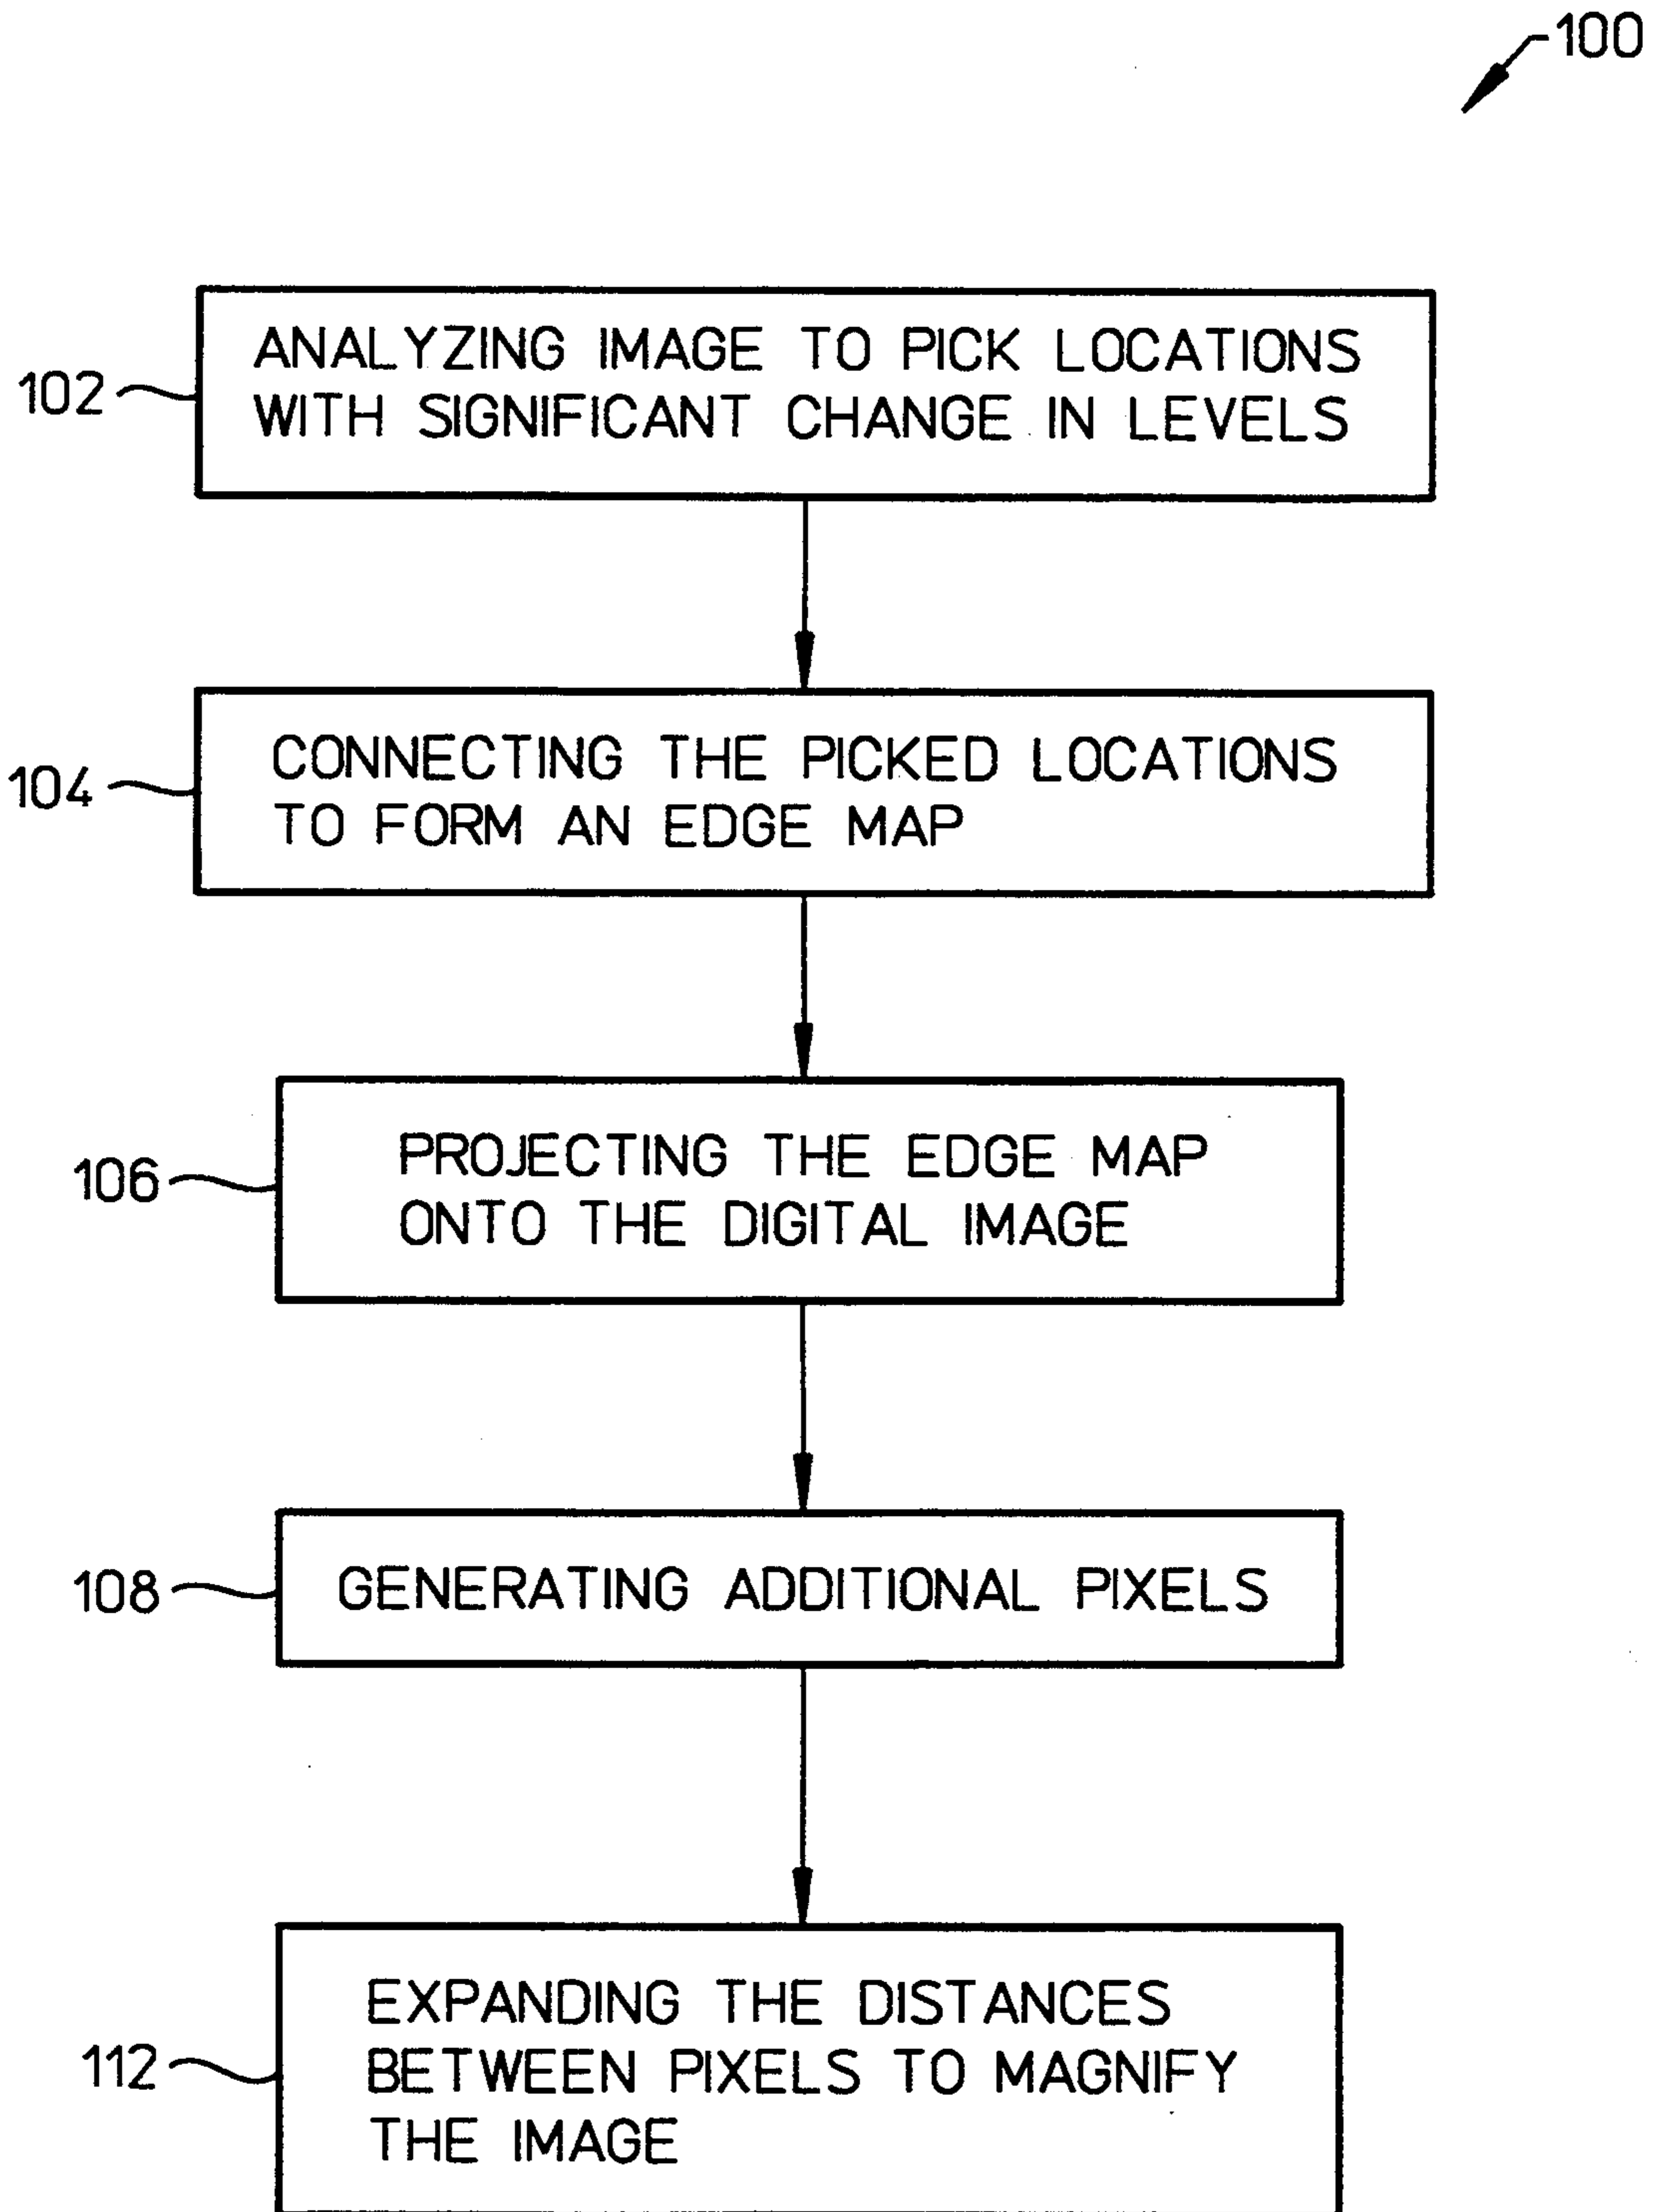 100
102
ANALYZING IMAGE TO PICK LOCATIONS
WITH SIGNIFICANT CHANGE IN LEVELS
104
CONNECTING THE PICKED LOCATIONS
TO FORM AN EDGE MAP
106
PROJECTING THE EDGE MAP
ONTO THE DIGITAL IMAGE
108
GENERATING ADDITIONAL PIXELS
112
EXPANDING THE DISTANCES
BETWEEN PIXELS TO MAGNIFY
THE IMAGE